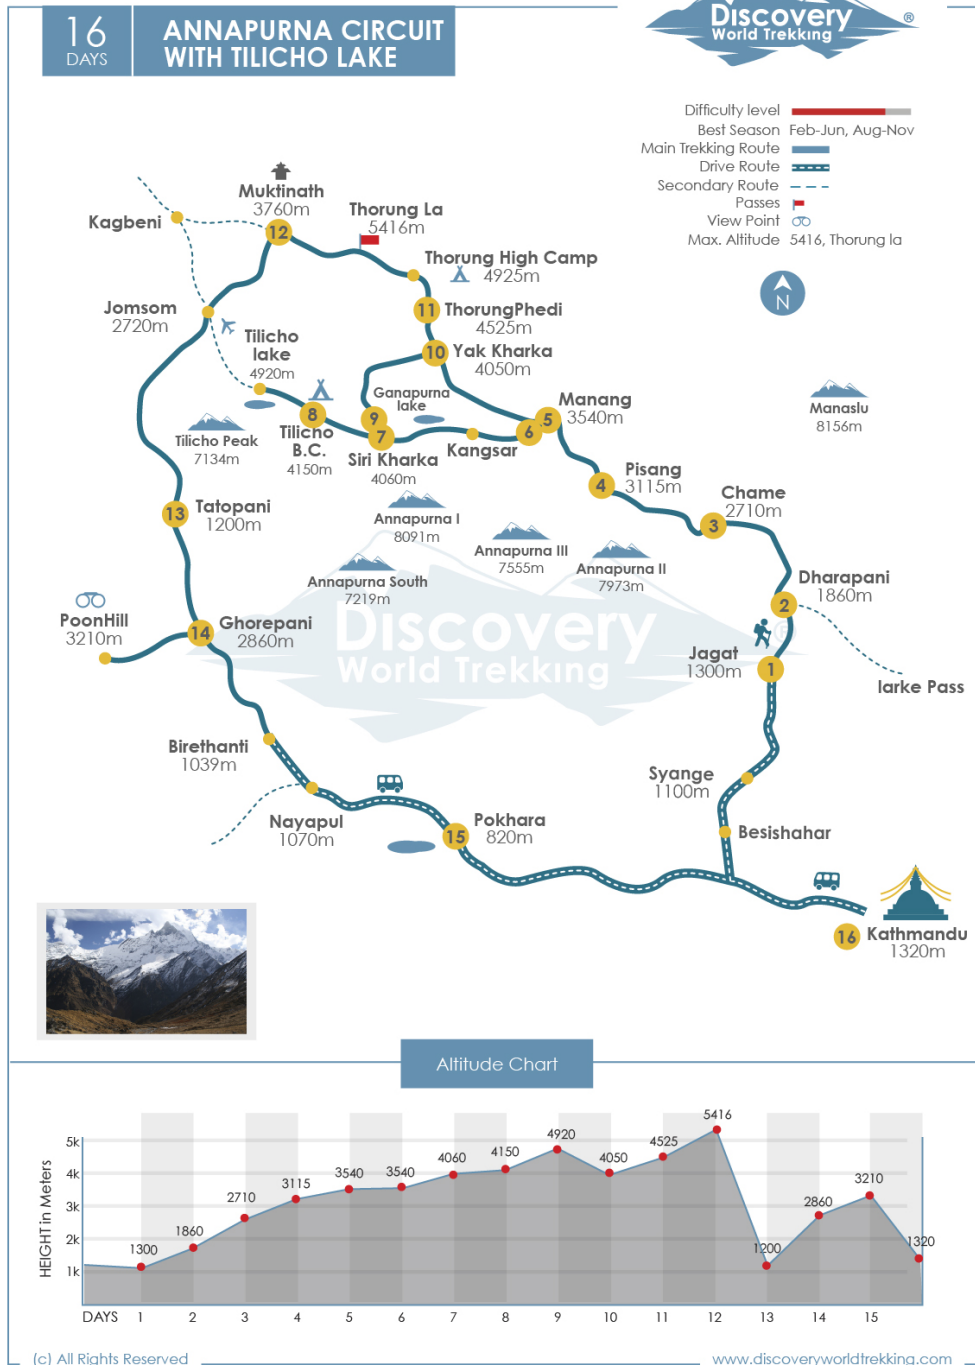 16
DAYS
ANNAPURNA CIRCUIT
WITH TILICHO LAKE
Discovery
World Trekking
®
Difficulty level
Best Season Feb-Jun, Aug-Nov
Main Trekking Route
Drive Route
Secondary Route
Passes
View Point
Max. Altitude 5416, Thorung la
N
Muktinath
3760m
12
Kagbeni
Thorung La
5416m
Thorung High Camp
4925m
11
ThorungPhedi
4525m
Jomsom
2720m
10
Yak Kharka
4050m
Tilicho
lake
4920m
8
Tilicho
B.C.
4150m
Ganapurna
lake
9
7
Siri Kharka
4060m
Kangsar
6
5
Manang
3540m
Manaslu
8156m
Tilicho Peak
7134m
4
Pisang
3115m
Chame
2710m
3
13
Tatopani
1200m
Annapurna I
8091m
Annapurna III
7555m
Annapurna II
7973m
Annapurna South
7219m
Dharapani
1860m
2
PoonHill
3210m
14
Ghorepani
2860m
Discovery
World Trekking
®
Jagat
1300m
1
larke Pass
Birethanti
1039m
Syange
1100m
Nayapul
1070m
15
Pokhara
820m
Besishahar
16
Kathmandu
1320m
Altitude Chart
HEIGHT in Meters
5k
4k
3k
2k
1k
1300
1860
2710
3115
3540
3540
4060
4150
4920
4050
4525
5416
1200
2860
3210
1320
DAYS 1 2 3 4 5 6 7 8 9 10 11 12 13 14 15
(c) All Rights Reserved
www.discoveryworldtrekking.com